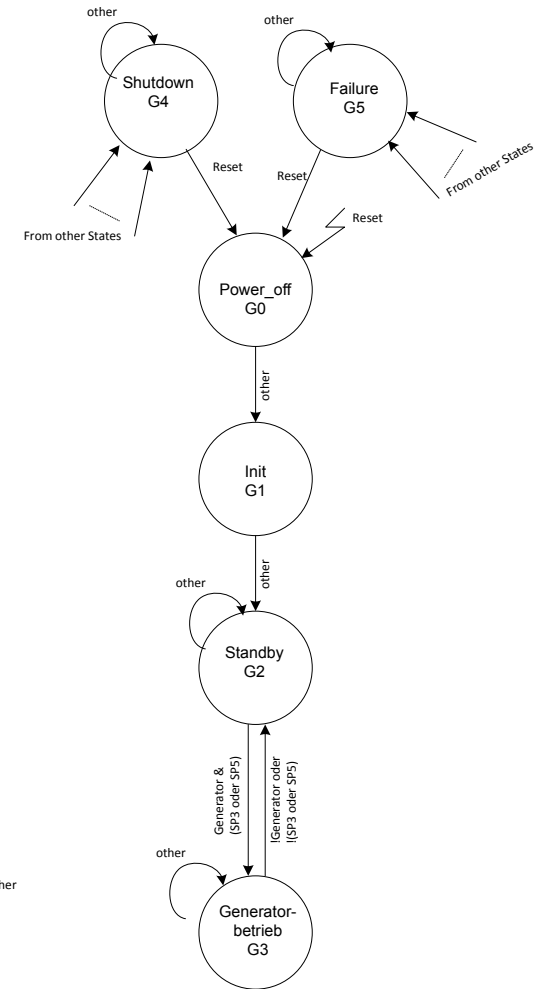 other
other
Shutdown
G4
Failure
G5
Reset
Reset
From other States
From other States
Reset
Power_off
G0
other
Init
G1
other
other
Standby
G2
Generator &
(SP3 oder SP5)
!Generator oder
!(SP3 oder SP5)
other
Generator-
betrieb
G3